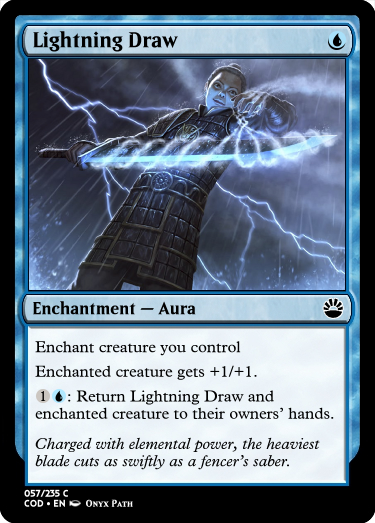 Lightning Draw
Enchantment — Aura
Enchant creature you control
Enchanted creature gets +1/+1.
1: Return Lightning Draw and
enchanted creature to their owners' hands.
Charged with elemental power, the heaviest
blade cuts as swiftly as a fencer's saber.
057/235 C
COD • EN Onyx Path